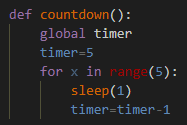 def countdown():
    global timer
    timer=5
    for x in range(5):
        sleep(1)
        timer=timer-1